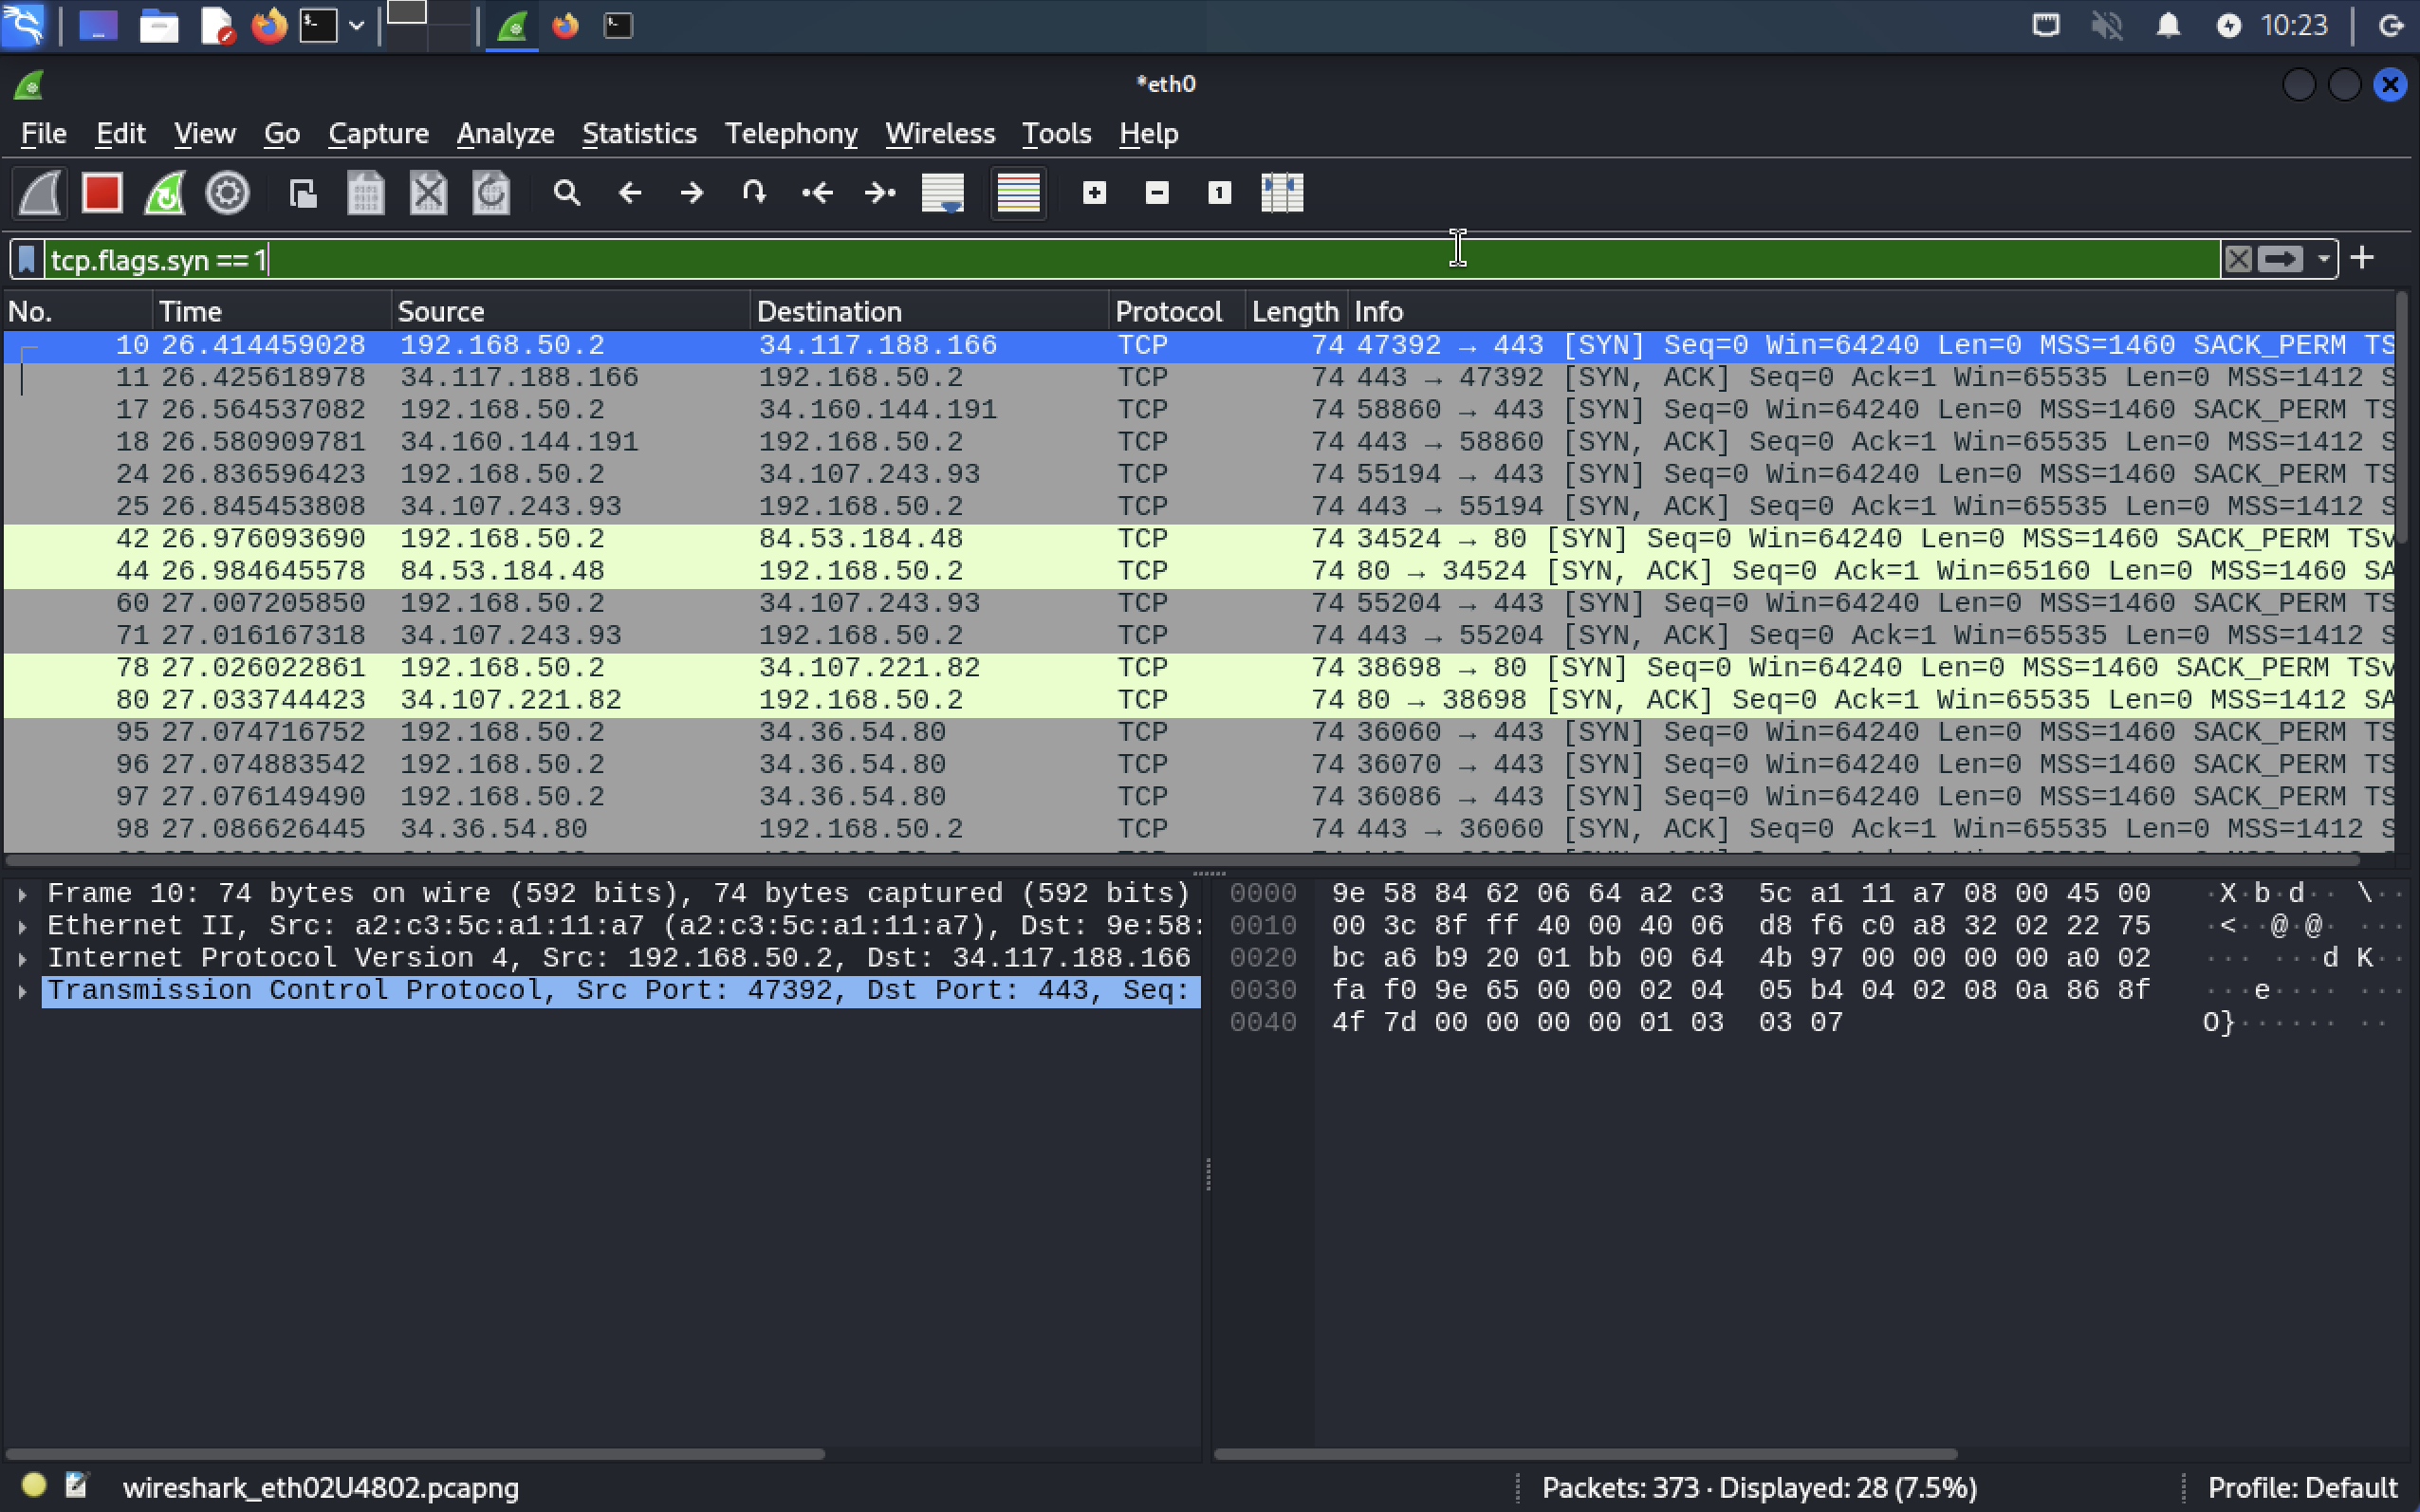 10:23
*eth0
File Edit View Go Capture Analyze Statistics Telephony Wireless Tools Help
tcp.flags.syn == 1
No. Time Source Destination Protocol Length Info
10 26.414459028 192.168.50.2 34.117.188.166 TCP 74 47392 → 443 [SYN] Seq=0 Win=64240 Len=0 MSS=1460 SACK_PERM TS
11 26.425618978 34.117.188.166 192.168.50.2 TCP 74 443 → 47392 [SYN, ACK] Seq=0 Ack=1 Win=65535 Len=0 MSS=1412 S
17 26.564537082 192.168.50.2 34.160.144.191 TCP 74 58860 → 443 [SYN] Seq=0 Win=64240 Len=0 MSS=1460 SACK_PERM TS
18 26.580909781 34.160.144.191 192.168.50.2 TCP 74 443 → 58860 [SYN, ACK] Seq=0 Ack=1 Win=65535 Len=0 MSS=1412 S
24 26.836596423 192.168.50.2 34.107.243.93 TCP 74 55194 → 443 [SYN] Seq=0 Win=64240 Len=0 MSS=1460 SACK_PERM TS
25 26.845453808 34.107.243.93 192.168.50.2 TCP 74 443 → 55194 [SYN, ACK] Seq=0 Ack=1 Win=65535 Len=0 MSS=1412 S
42 26.976093690 192.168.50.2 84.53.184.48 TCP 74 34524 → 80 [SYN] Seq=0 Win=64240 Len=0 MSS=1460 SACK_PERM TSv
44 26.984645578 84.53.184.48 192.168.50.2 TCP 74 80 → 34524 [SYN, ACK] Seq=0 Ack=1 Win=65160 Len=0 MSS=1460 SA
60 27.007205850 192.168.50.2 34.107.243.93 TCP 74 55204 → 443 [SYN] Seq=0 Win=64240 Len=0 MSS=1460 SACK_PERM TS
71 27.016167318 34.107.243.93 192.168.50.2 TCP 74 443 → 55204 [SYN, ACK] Seq=0 Ack=1 Win=65535 Len=0 MSS=1412 S
78 27.026022861 192.168.50.2 34.107.221.82 TCP 74 38698 → 80 [SYN] Seq=0 Win=64240 Len=0 MSS=1460 SACK_PERM TSv
80 27.033744423 34.107.221.82 192.168.50.2 TCP 74 80 → 38698 [SYN, ACK] Seq=0 Ack=1 Win=65535 Len=0 MSS=1412 SA
95 27.074716752 192.168.50.2 34.36.54.80 TCP 74 36060 → 443 [SYN] Seq=0 Win=64240 Len=0 MSS=1460 SACK_PERM TS
96 27.074883542 192.168.50.2 34.36.54.80 TCP 74 36070 → 443 [SYN] Seq=0 Win=64240 Len=0 MSS=1460 SACK_PERM TS
97 27.076149490 192.168.50.2 34.36.54.80 TCP 74 36086 → 443 [SYN] Seq=0 Win=64240 Len=0 MSS=1460 SACK_PERM TS
98 27.086626445 34.36.54.80 192.168.50.2 TCP 74 443 → 36060 [SYN, ACK] Seq=0 Ack=1 Win=65535 Len=0 MSS=1412 S
Frame 10: 74 bytes on wire (592 bits), 74 bytes captured (592 bits)
Ethernet II, Src: a2:c3:5c:a1:11:a7 (a2:c3:5c:a1:11:a7), Dst: 9e:58:
Internet Protocol Version 4, Src: 192.168.50.2, Dst: 34.117.188.166
Transmission Control Protocol, Src Port: 47392, Dst Port: 443, Seq:
0000 9e 58 84 62 06 64 a2 c3 5c a1 11 a7 08 00 45 00 ·X·b·d·· \··
0010 00 3c 8f ff 40 00 40 06 d8 f6 c0 a8 32 02 22 75 ·<··@·@· ···
0020 bc a6 b9 20 01 bb 00 64 4b 97 00 00 00 00 a0 02 ··· ···d K··
0030 fa f0 9e 65 00 00 02 04 05 b4 04 02 08 0a 86 8f ···e···· ···
0040 4f 7d 00 00 00 00 01 03 03 07 O}······ ··
wireshark_eth02U4802.pcapng
Packets: 373 · Displayed: 28 (7.5%)
Profile: Default